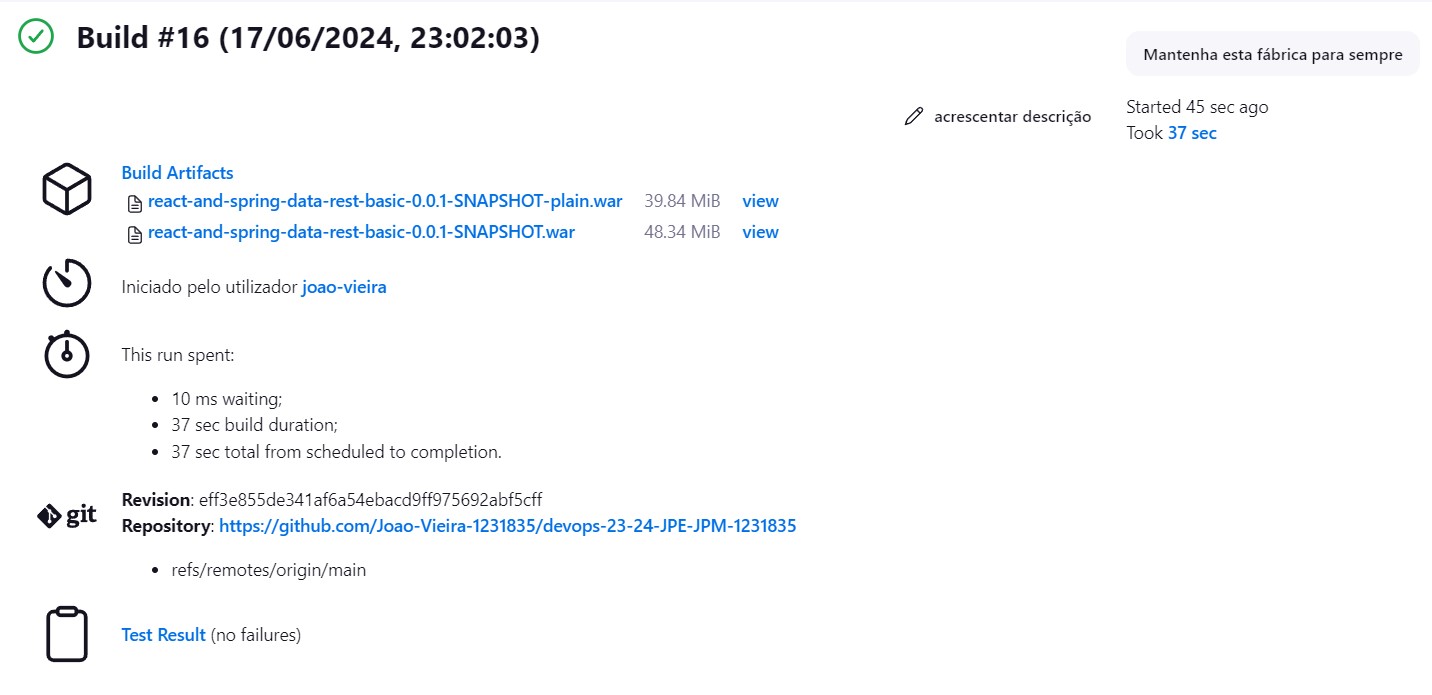 Build #16 (17/06/2024, 23:02:03)
Mantenha esta fábrica para sempre
acrescentar descrição
Started 45 sec ago
Took 37 sec
Build Artifacts
react-and-spring-data-rest-basic-0.0.1-SNAPSHOT-plain.war 39.84 MiB view
react-and-spring-data-rest-basic-0.0.1-SNAPSHOT.war 48.34 MiB view
Iniciado pelo utilizador joao-vieira
This run spent:
10 ms waiting;
37 sec build duration;
37 sec total from scheduled to completion.
git
Revision: eff3e855de341af6a54ebacd9ff975692abf5cff
Repository: https://github.com/Joao-Vieira-1231835/devops-23-24-JPE-JPM-1231835
refs/remotes/origin/main
Test Result (no failures)